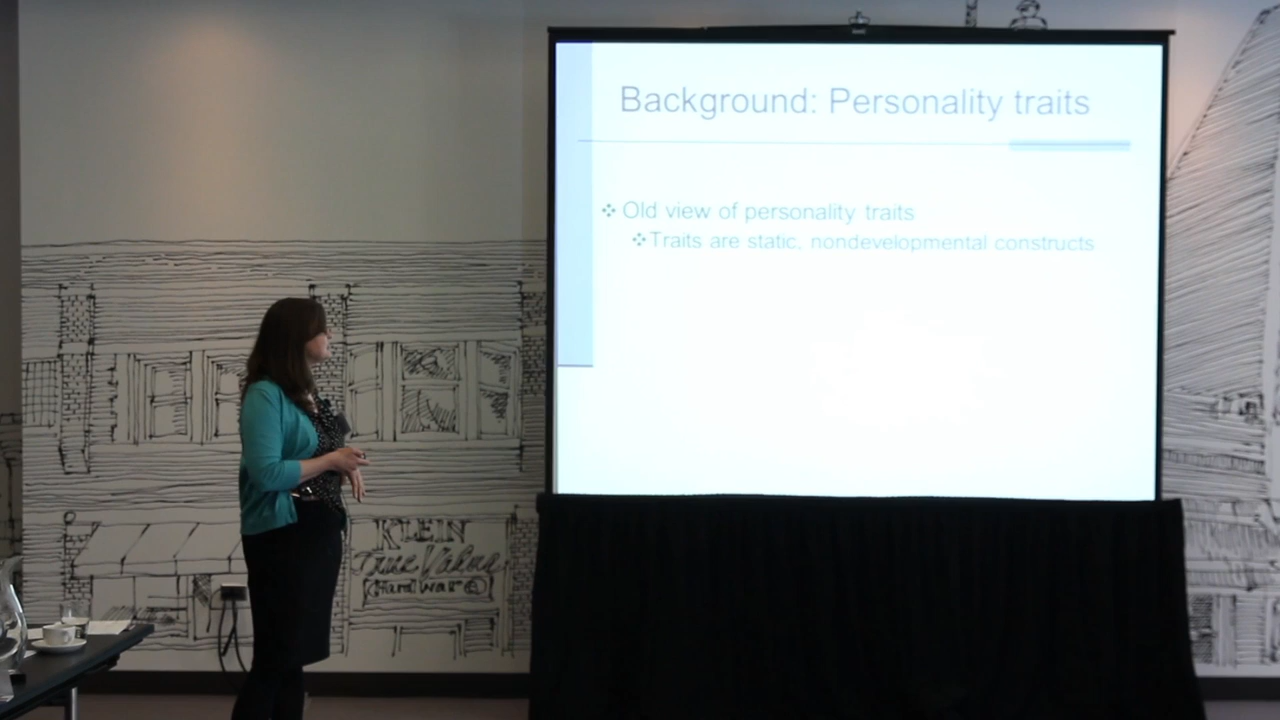 Background: Personality traits
Old view of personality traits
Traits are static, nondevelopmental constructs
KLEIN
True Value
Hardware